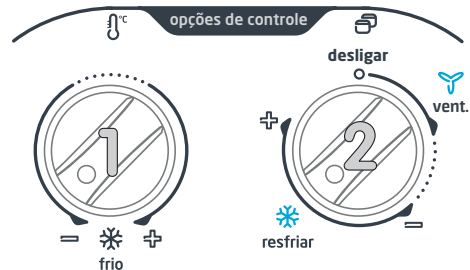 opções de controle
°C
desligar
vent.
1
2
+
resfriar
−
− +
frio